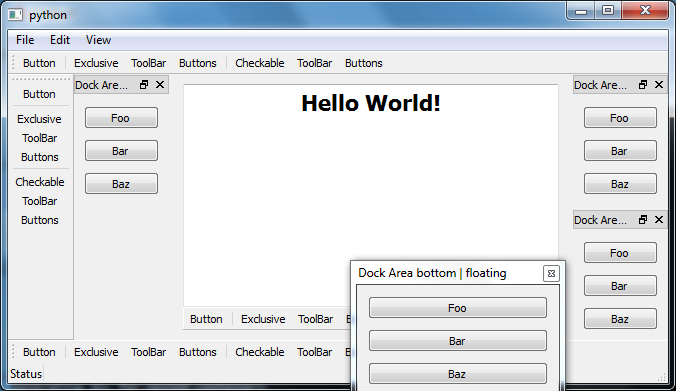 python
File Edit View
Button Exclusive ToolBar Buttons Checkable ToolBar Buttons
Button
Exclusive
ToolBar
Buttons
Checkable
ToolBar
Buttons
Dock Are...
Foo
Bar
Baz
Hello World!
Button Exclusive ToolBar
Dock Are...
Foo
Bar
Baz
Dock Are...
Foo
Bar
Baz
Dock Area bottom | floating
Foo
Bar
Baz
Button Exclusive ToolBar Buttons Checkable ToolBar
Status